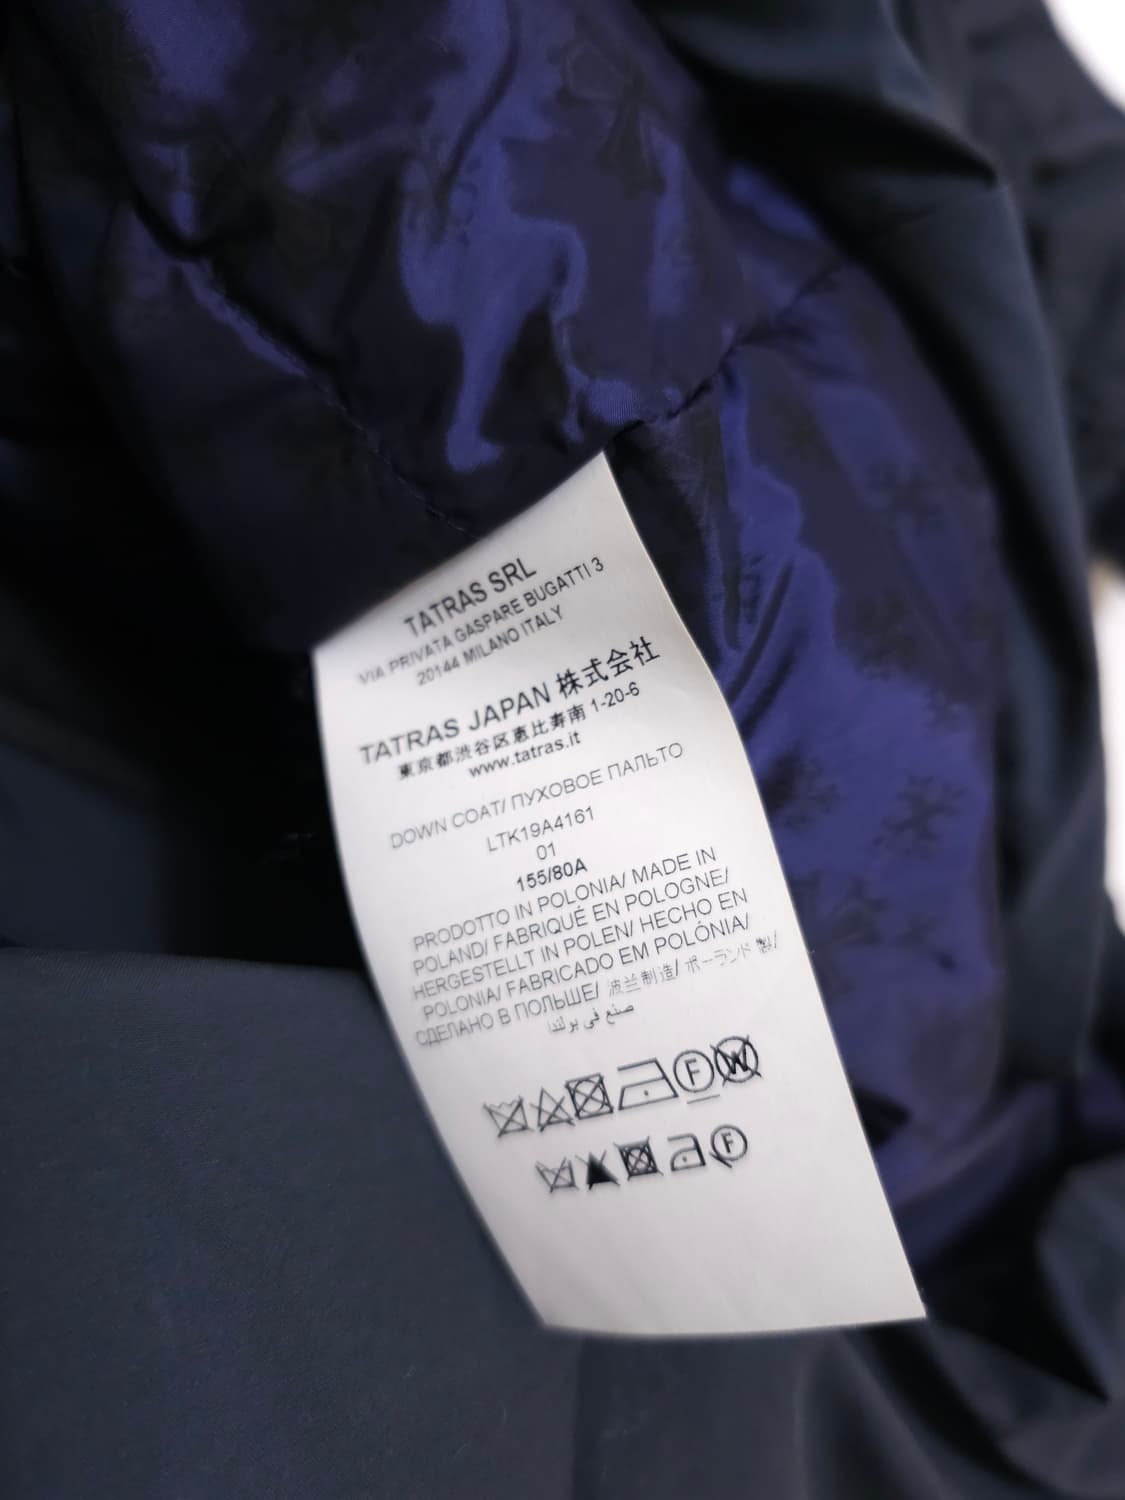 TATRAS SRL
VIA PRIVATA GASPARE BUGATTI 3
20144 MILANO ITALY
TATRAS JAPAN 株式会社
東京都渋谷区恵比寿南 1-20-6
www.tatras.it
DOWN COAT/ ПУХОВОЕ ПАЛЬТО
LTK19A4161
01
155/80A
PRODOTTO IN POLONIA/ MADE IN
POLAND/ FABRIQUÉ EN POLOGNE/
HERGESTELLT IN POLEN/ HECHO EN
POLONIA/ FABRICADO EM POLÓNIA/
СДЕЛАНО В ПОЛЬШЕ/ 波兰制造/ ポーランド 製/
صنع في بولندا
F W
F